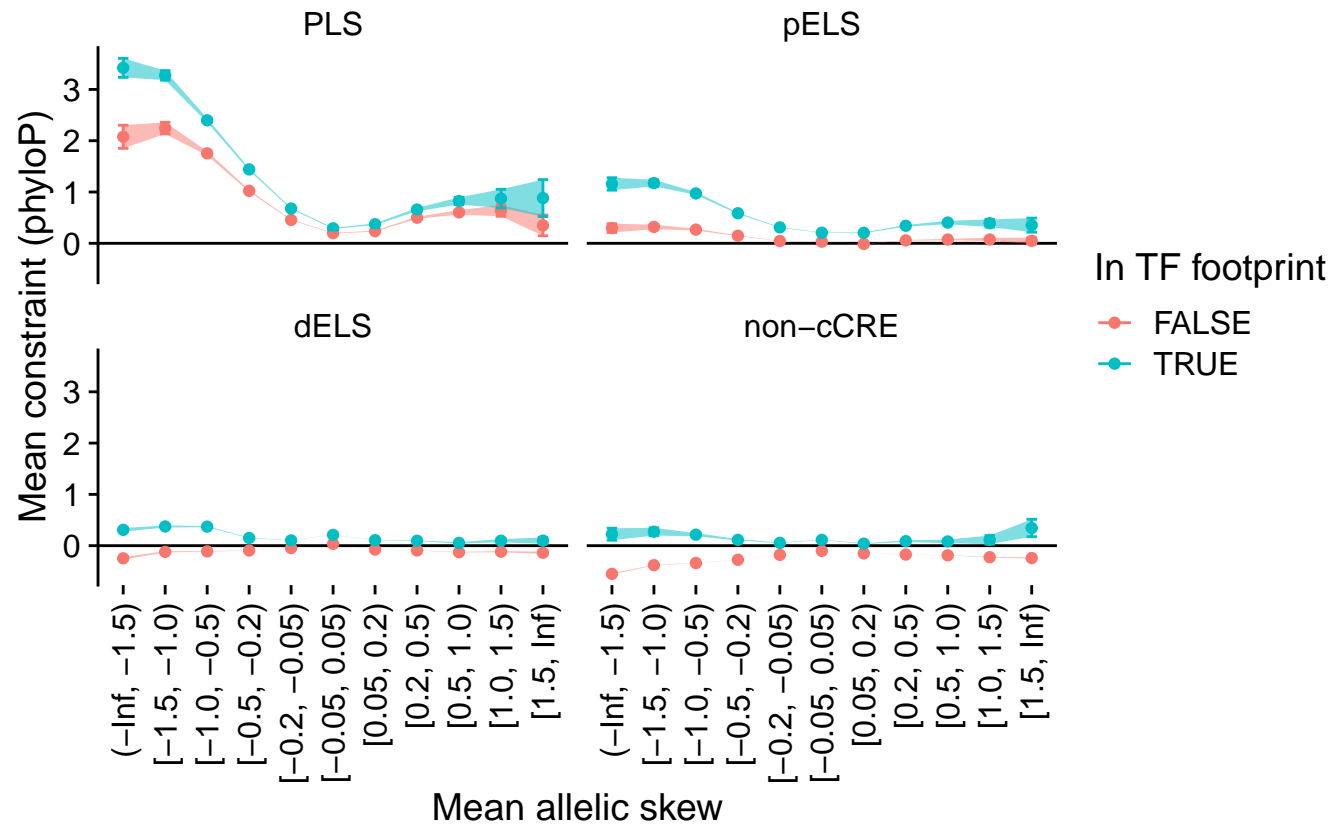 PLS
pELS
3
2
1
0
dELS
non−cCRE
3
2
1
0
Mean constraint (phyloP)
In TF footprint
FALSE
TRUE
(−Inf, −1.5)
[−1.5, −1.0)
[−1.0, −0.5)
[−0.5, −0.2)
[−0.2, −0.05)
[−0.05, 0.05)
[0.05, 0.2)
[0.2, 0.5)
[0.5, 1.0)
[1.0, 1.5)
[1.5, Inf)
(−Inf, −1.5)
[−1.5, −1.0)
[−1.0, −0.5)
[−0.5, −0.2)
[−0.2, −0.05)
[−0.05, 0.05)
[0.05, 0.2)
[0.2, 0.5)
[0.5, 1.0)
[1.0, 1.5)
[1.5, Inf)
Mean allelic skew